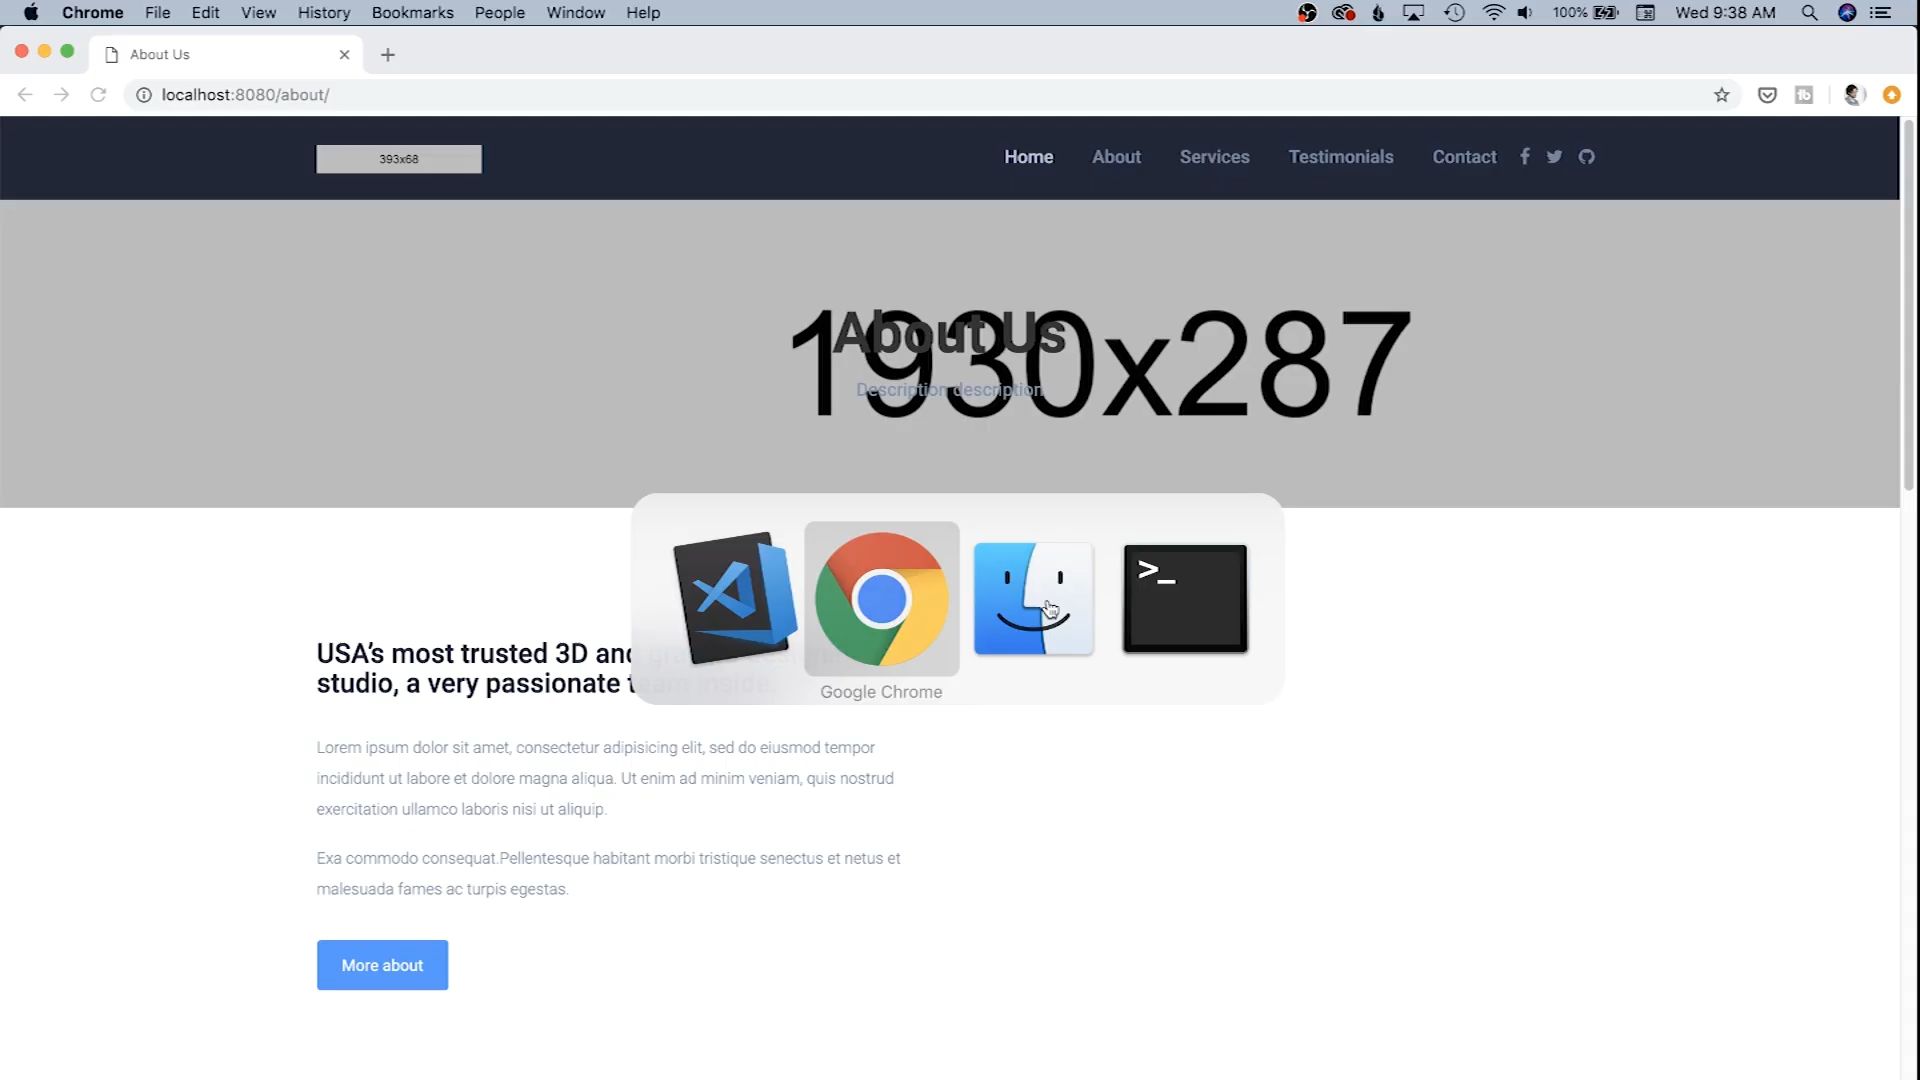 Chrome File Edit View History Bookmarks People Window Help 100% Wed 9:38 AM
About Us
localhost:8080/about/
393x68
Home About Services Testimonials Contact
1930x287
About Us
Description description
>_
USA's most trusted 3D and
studio, a very passionate team inside.
Google Chrome
Lorem ipsum dolor sit amet, consectetur adipisicing elit, sed do eiusmod tempor
incididunt ut labore et dolore magna aliqua. Ut enim ad minim veniam, quis nostrud
exercitation ullamco laboris nisi ut aliquip.
Exa commodo consequat.Pellentesque habitant morbi tristique senectus et netus et
malesuada fames ac turpis egestas.
More about